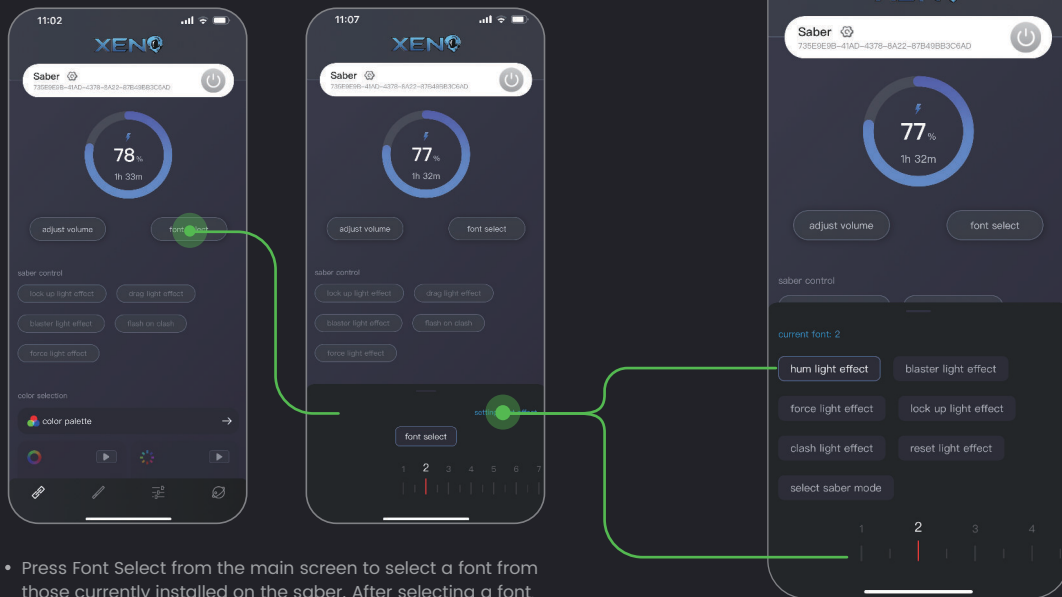 11:02
XENO
Saber
735E9E9B-41AD-4378-8A22-87B49BB3C6AD
78%
1h 33m
adjust volume
font select
saber control
lock up light effect
drag light effect
blaster light effect
flash on clash
force light effect
color selection
color palette
11:07
XENO
Saber
735E9E9B-41AD-4378-8A22-87B49BB3C6AD
77%
1h 32m
adjust volume
font select
saber control
lock up light effect
drag light effect
blaster light effect
flash on clash
force light effect
font select
1 2 3 4 5 6 7
Saber
735E9E9B-41AD-4378-8A22-87B49BB3C6AD
77%
1h 32m
adjust volume
font select
saber control
current font: 2
hum light effect
blaster light effect
force light effect
lock up light effect
clash light effect
reset light effect
select saber mode
1 2 3 4
• Press Font Select from the main screen to select a font from
those currently installed on the saber. After selecting a font